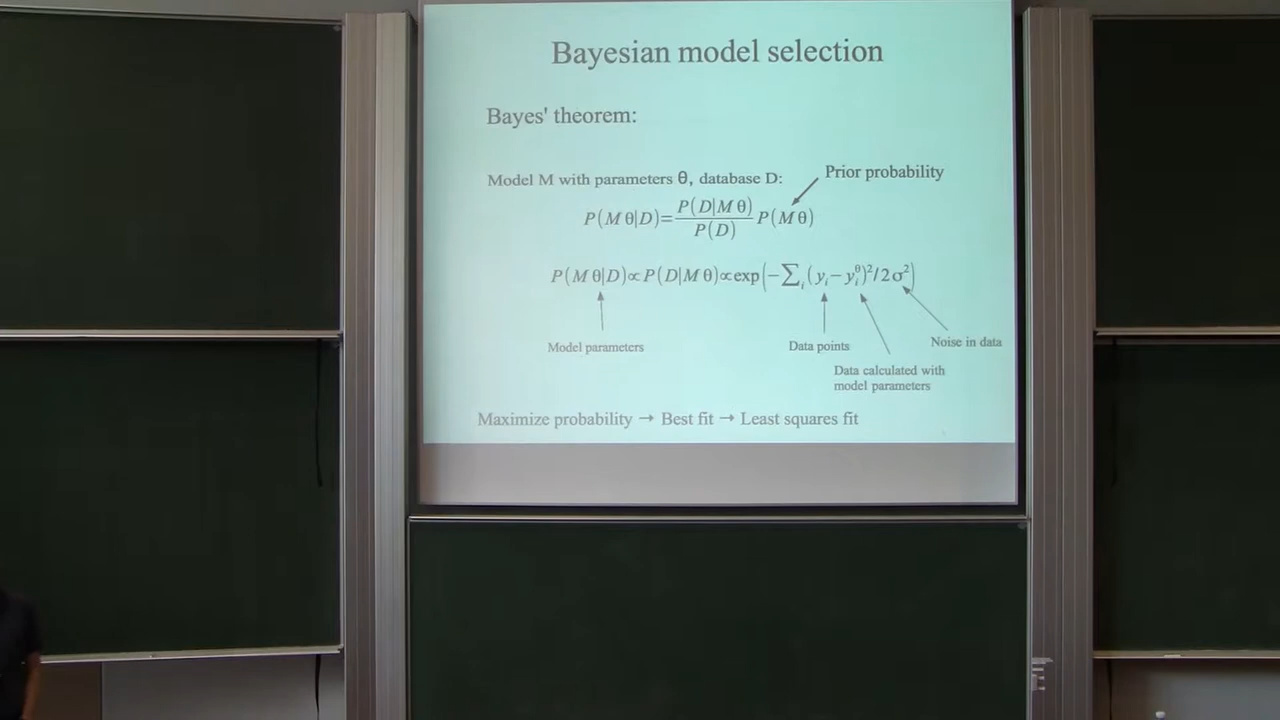 Bayesian model selection
Bayes' theorem:
Prior probability
Model M with parameters θ, database D:
P(M θ|D)=P(D|M θ)/P(D) P(M θ)
P(M θ|D)∝P(D|M θ)∝exp(−∑ᵢ(yᵢ−yᵢ^θ)²/2σ²)
Model parameters
Data points
Noise in data
Data calculated with
model parameters
Maximize probability → Best fit → Least squares fit